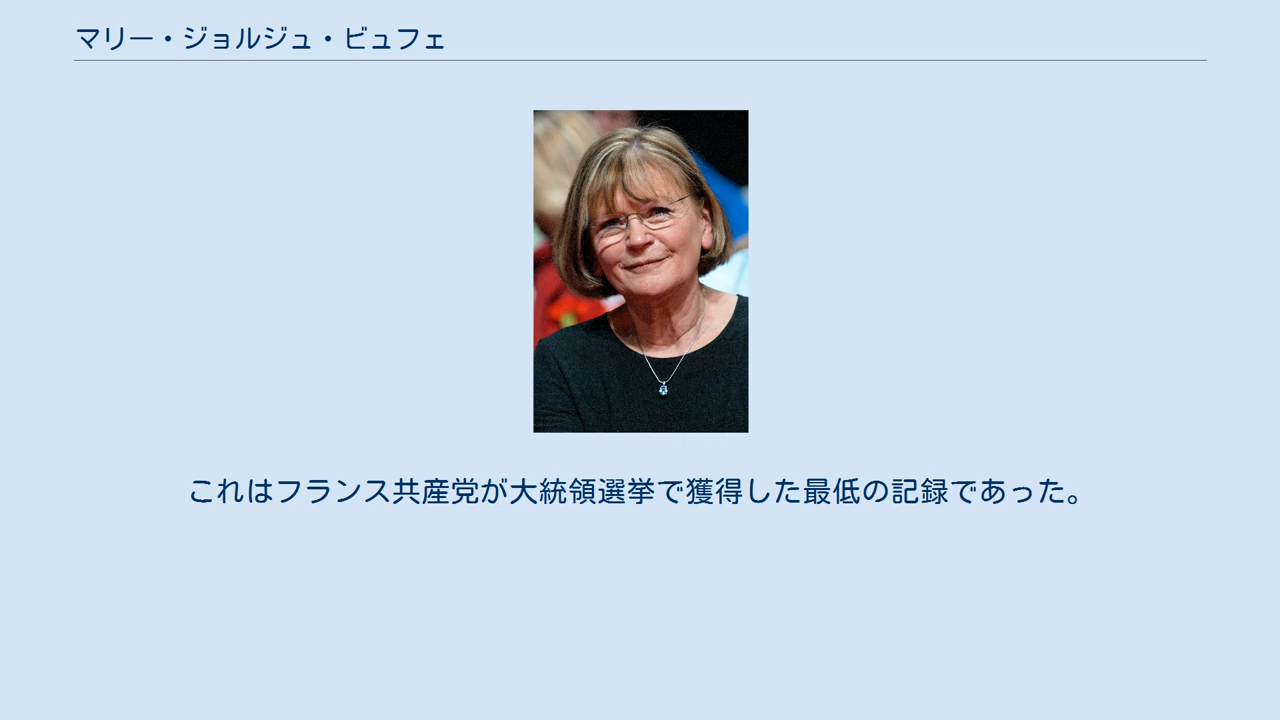 マリー・ジョルジュ・ビュフェ
これはフランス共産党が大統領選挙で獲得した最低の記録であった。